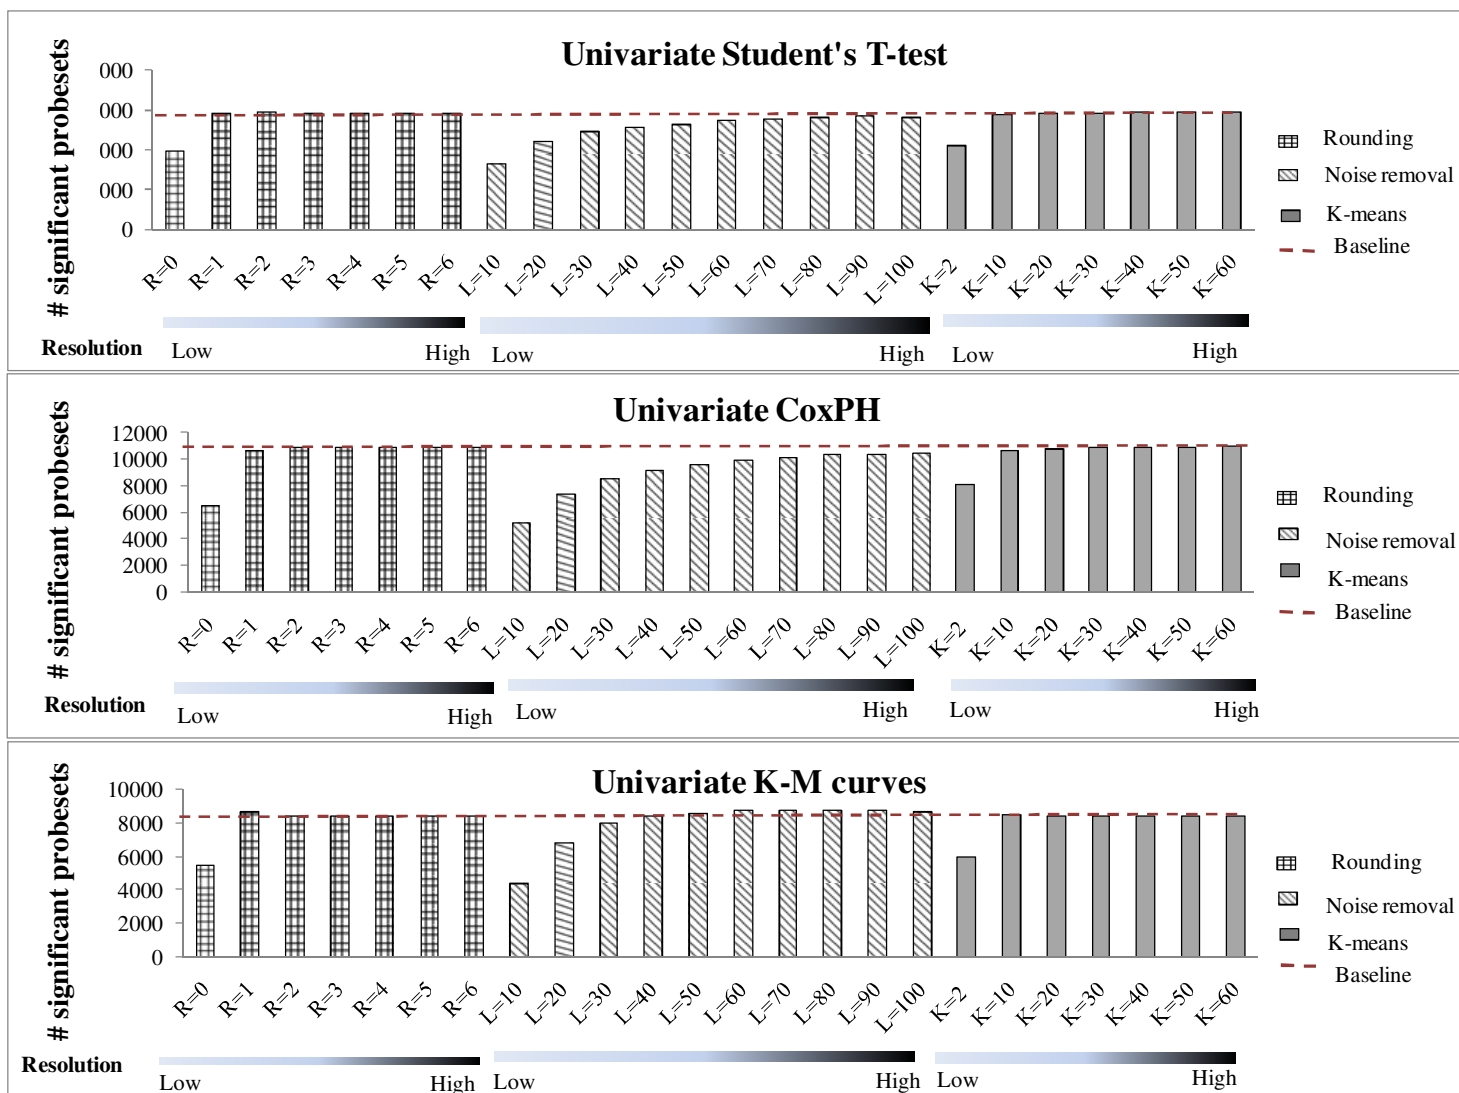 Univariate Student's T-test
# significant probesets
000
000
000
000
0
R=0 R=1 R=2 R=3 R=4 R=5 R=6 L=10 L=20 L=30 L=40 L=50 L=60 L=70 L=80 L=90 L=100 K=2 K=10 K=20 K=30 K=40 K=50 K=60
Rounding
Noise removal
K-means
Baseline
Resolution
Low High Low High Low High
Univariate CoxPH
# significant probesets
12000
10000
8000
6000
4000
2000
0
R=0 R=1 R=2 R=3 R=4 R=5 R=6 L=10 L=20 L=30 L=40 L=50 L=60 L=70 L=80 L=90 L=100 K=2 K=10 K=20 K=30 K=40 K=50 K=60
Rounding
Noise removal
K-means
Baseline
Resolution
Low High Low High Low High
Univariate K-M curves
# significant probesets
10000
8000
6000
4000
2000
0
R=0 R=1 R=2 R=3 R=4 R=5 R=6 L=10 L=20 L=30 L=40 L=50 L=60 L=70 L=80 L=90 L=100 K=2 K=10 K=20 K=30 K=40 K=50 K=60
Rounding
Noise removal
K-means
Baseline
Resolution
Low High Low High Low High